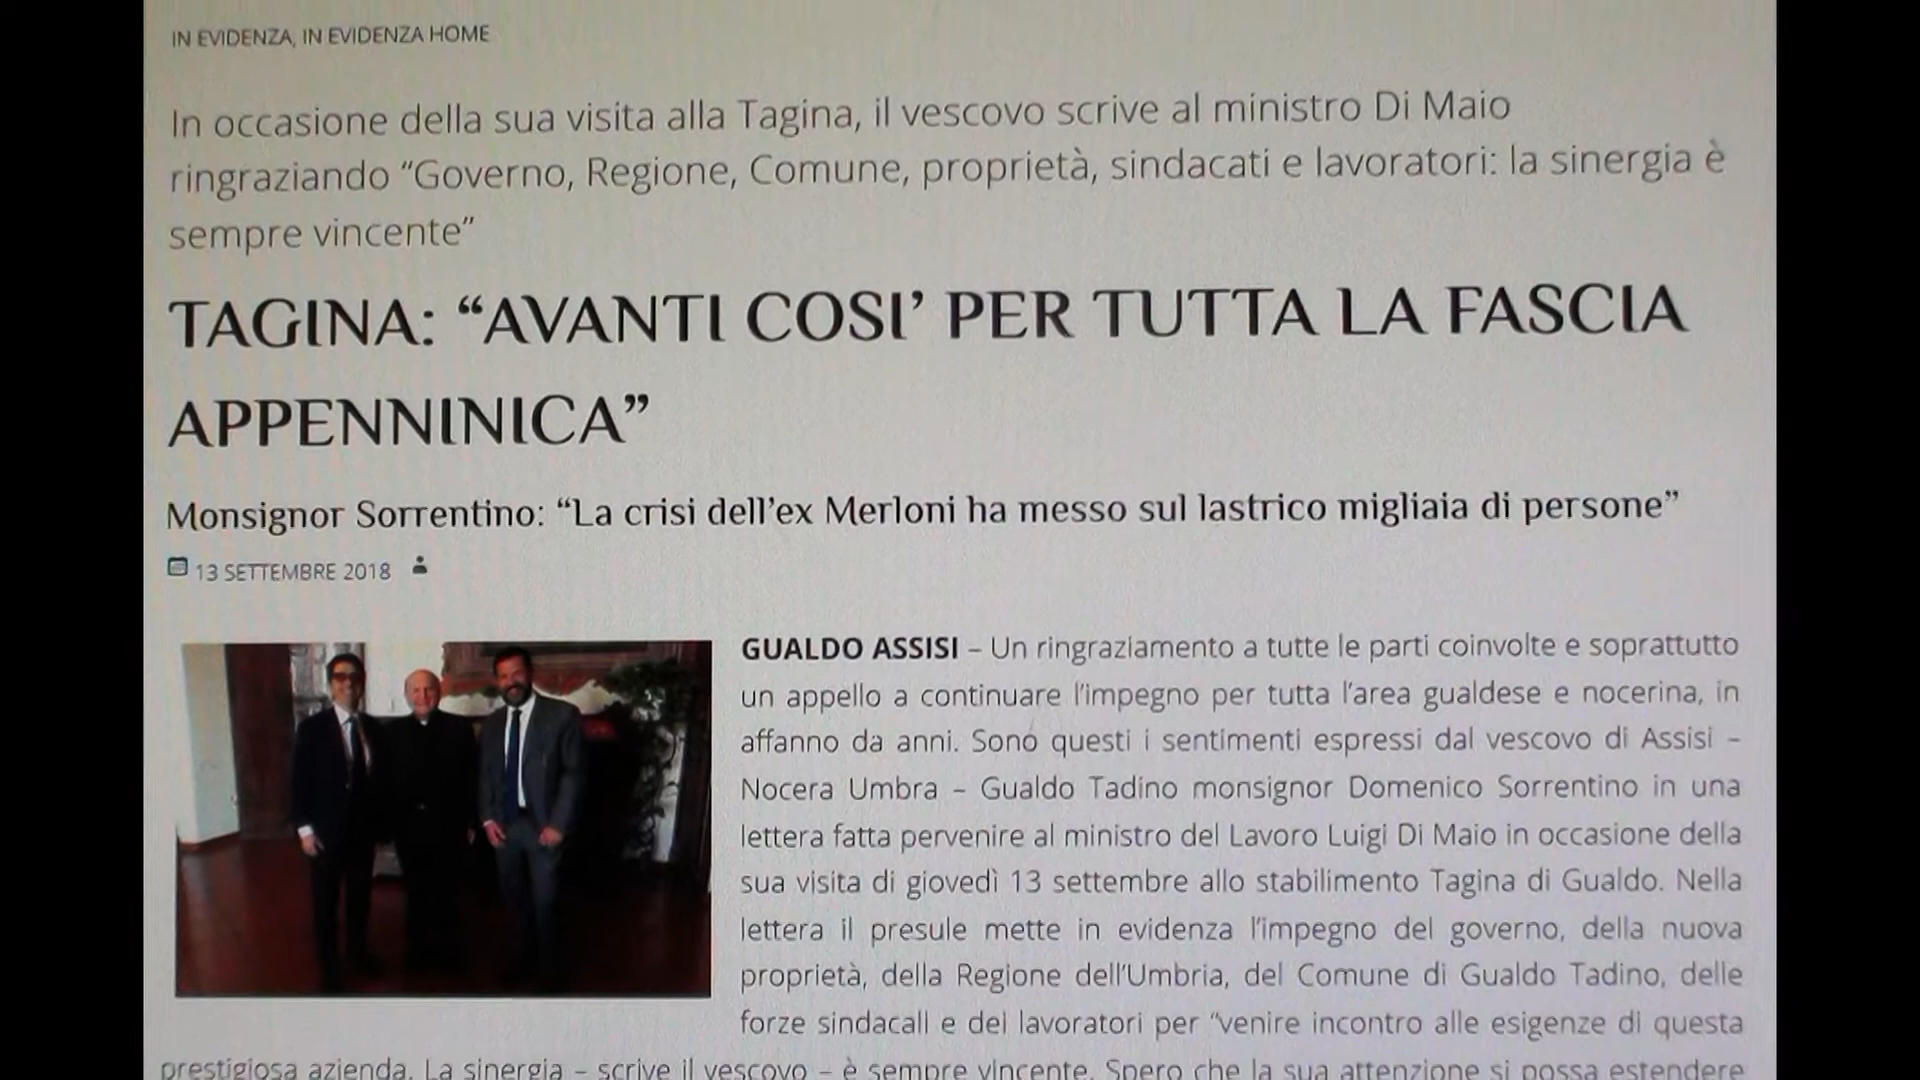 IN EVIDENZA, IN EVIDENZA HOME
In occasione della sua visita alla Tagina, il vescovo scrive al ministro Di Maio
ringraziando “Governo, Regione, Comune, proprietà, sindacati e lavoratori: la sinergia è
sempre vincente”
TAGINA: “AVANTI COSI’ PER TUTTA LA FASCIA
APPENNINICA”
Monsignor Sorrentino: “La crisi dell’ex Merloni ha messo sul lastrico migliaia di persone”
13 SETTEMBRE 2018
GUALDO ASSISI – Un ringraziamento a tutte le parti coinvolte e soprattutto
un appello a continuare l’impegno per tutta l’area gualdese e nocerina, in
affanno da anni. Sono questi i sentimenti espressi dal vescovo di Assisi –
Nocera Umbra – Gualdo Tadino monsignor Domenico Sorrentino in una
lettera fatta pervenire al ministro del Lavoro Luigi Di Maio in occasione della
sua visita di giovedì 13 settembre allo stabilimento Tagina di Gualdo. Nella
lettera il presule mette in evidenza l’impegno del governo, della nuova
proprietà, della Regione dell’Umbria, del Comune di Gualdo Tadino, delle
forze sindacali e dei lavoratori per “venire incontro alle esigenze di questa
prestigiosa azienda. La sinergia – scrive il vescovo – è sempre vincente. Spero che la sua attenzione si possa estendere